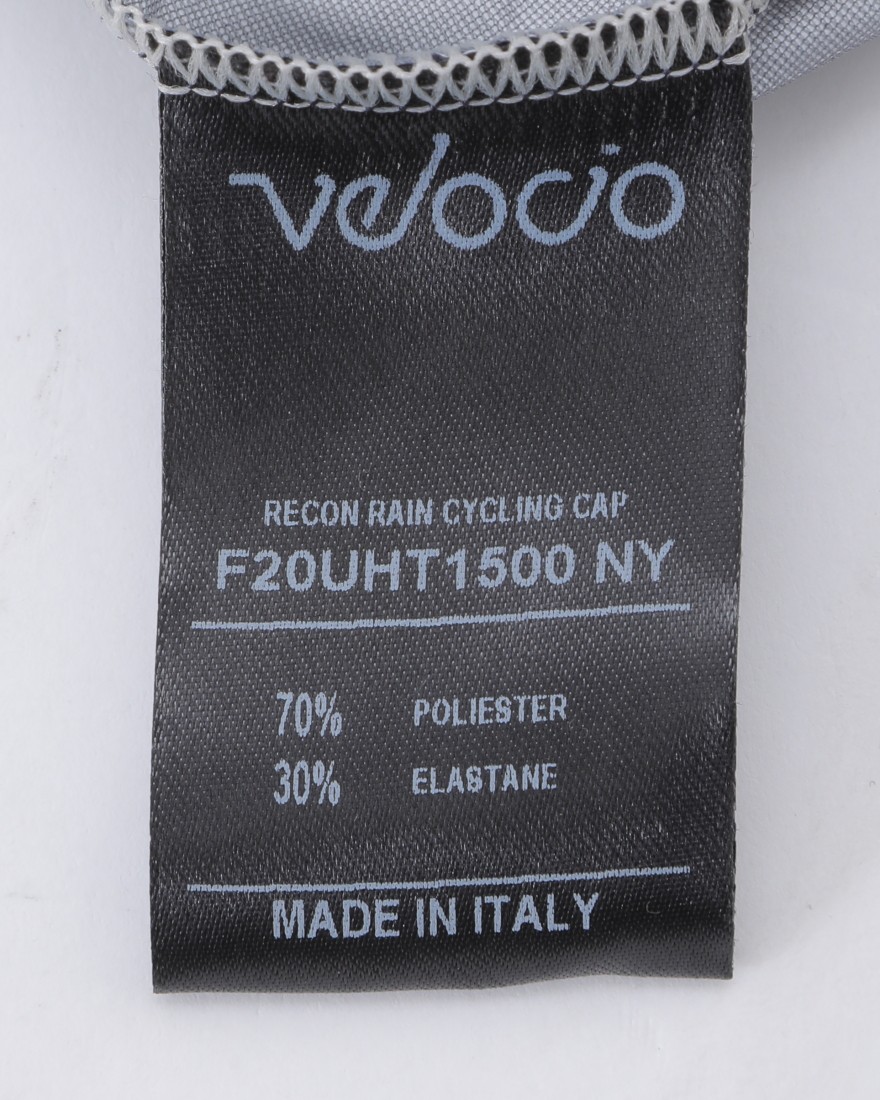 velocio
RECON RAIN CYCLING CAP
F20UHT1500 NY
70% POLIESTER
30% ELASTANE
MADE IN ITALY